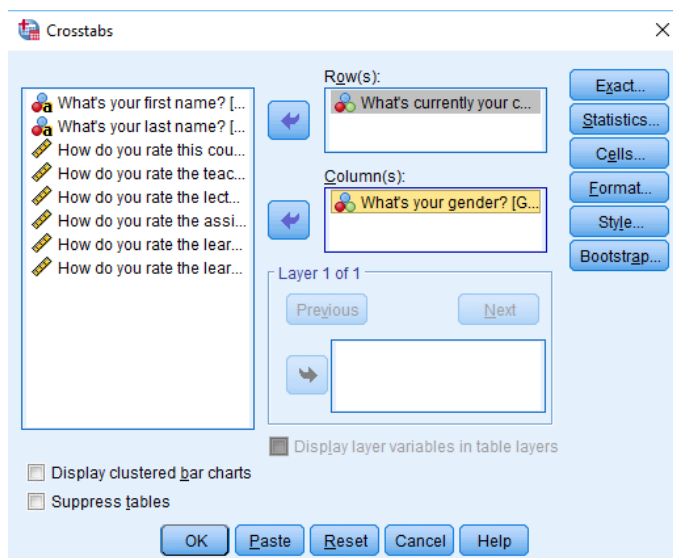 Crosstabs
What's your first name? [...
What's your last name? [...
How do you rate this cou...
How do you rate the teac...
How do you rate the lect...
How do you rate the assi...
How do you rate the lear...
How do you rate the lear...
Row(s):
What's currently your c...
Column(s):
What's your gender? [G...
Layer 1 of 1
Previous
Next
Display layer variables in table layers
Exact...
Statistics...
Cells...
Format...
Style...
Bootstrap...
Display clustered bar charts
Suppress tables
OK Paste Reset Cancel Help